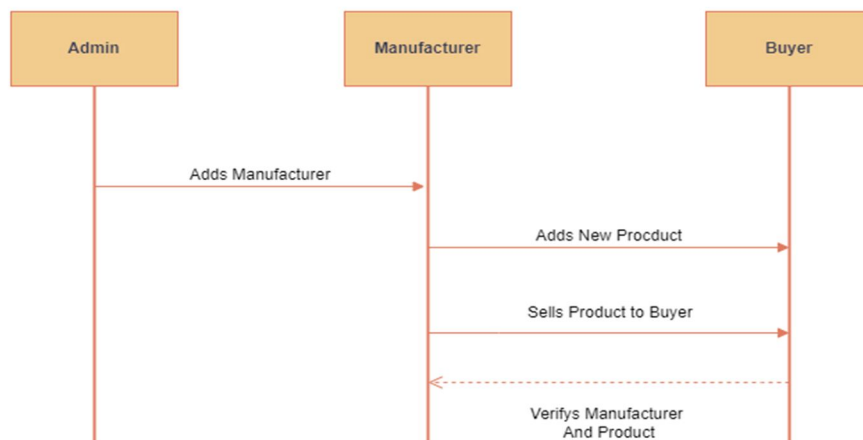 Admin
Manufacturer
Buyer
Adds Manufacturer
Adds New Procduct
Sells Product to Buyer
Verifys Manufacturer
And Product